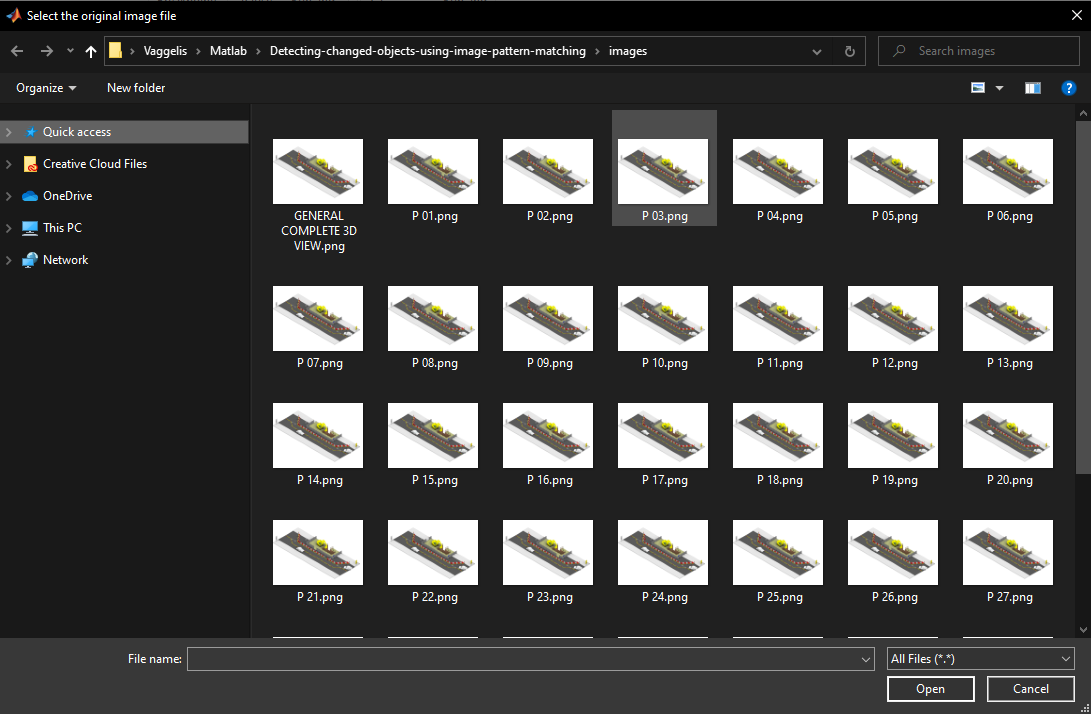 Select the original image file
Vaggelis > Matlab > Detecting-changed-objects-using-image-pattern-matching > images
Search images
Organize
New folder
Quick access
Creative Cloud Files
OneDrive
This PC
Network
GENERAL
COMPLETE 3D
VIEW.png
P 01.png
P 02.png
P 03.png
P 04.png
P 05.png
P 06.png
P 07.png
P 08.png
P 09.png
P 10.png
P 11.png
P 12.png
P 13.png
P 14.png
P 15.png
P 16.png
P 17.png
P 18.png
P 19.png
P 20.png
P 21.png
P 22.png
P 23.png
P 24.png
P 25.png
P 26.png
P 27.png
File name:
All Files (*.*)
Open
Cancel